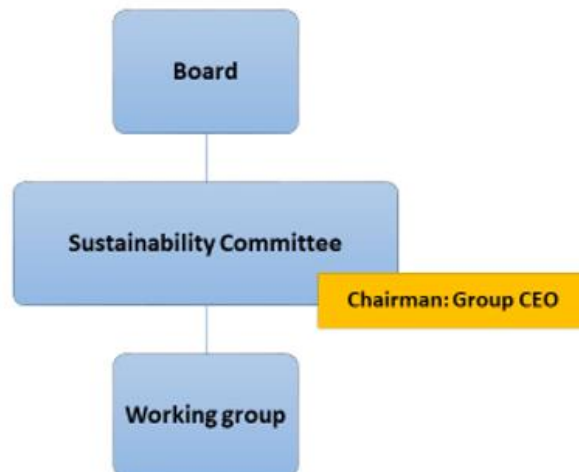 Board
Sustainability Committee
Chairman: Group CEO
Working group